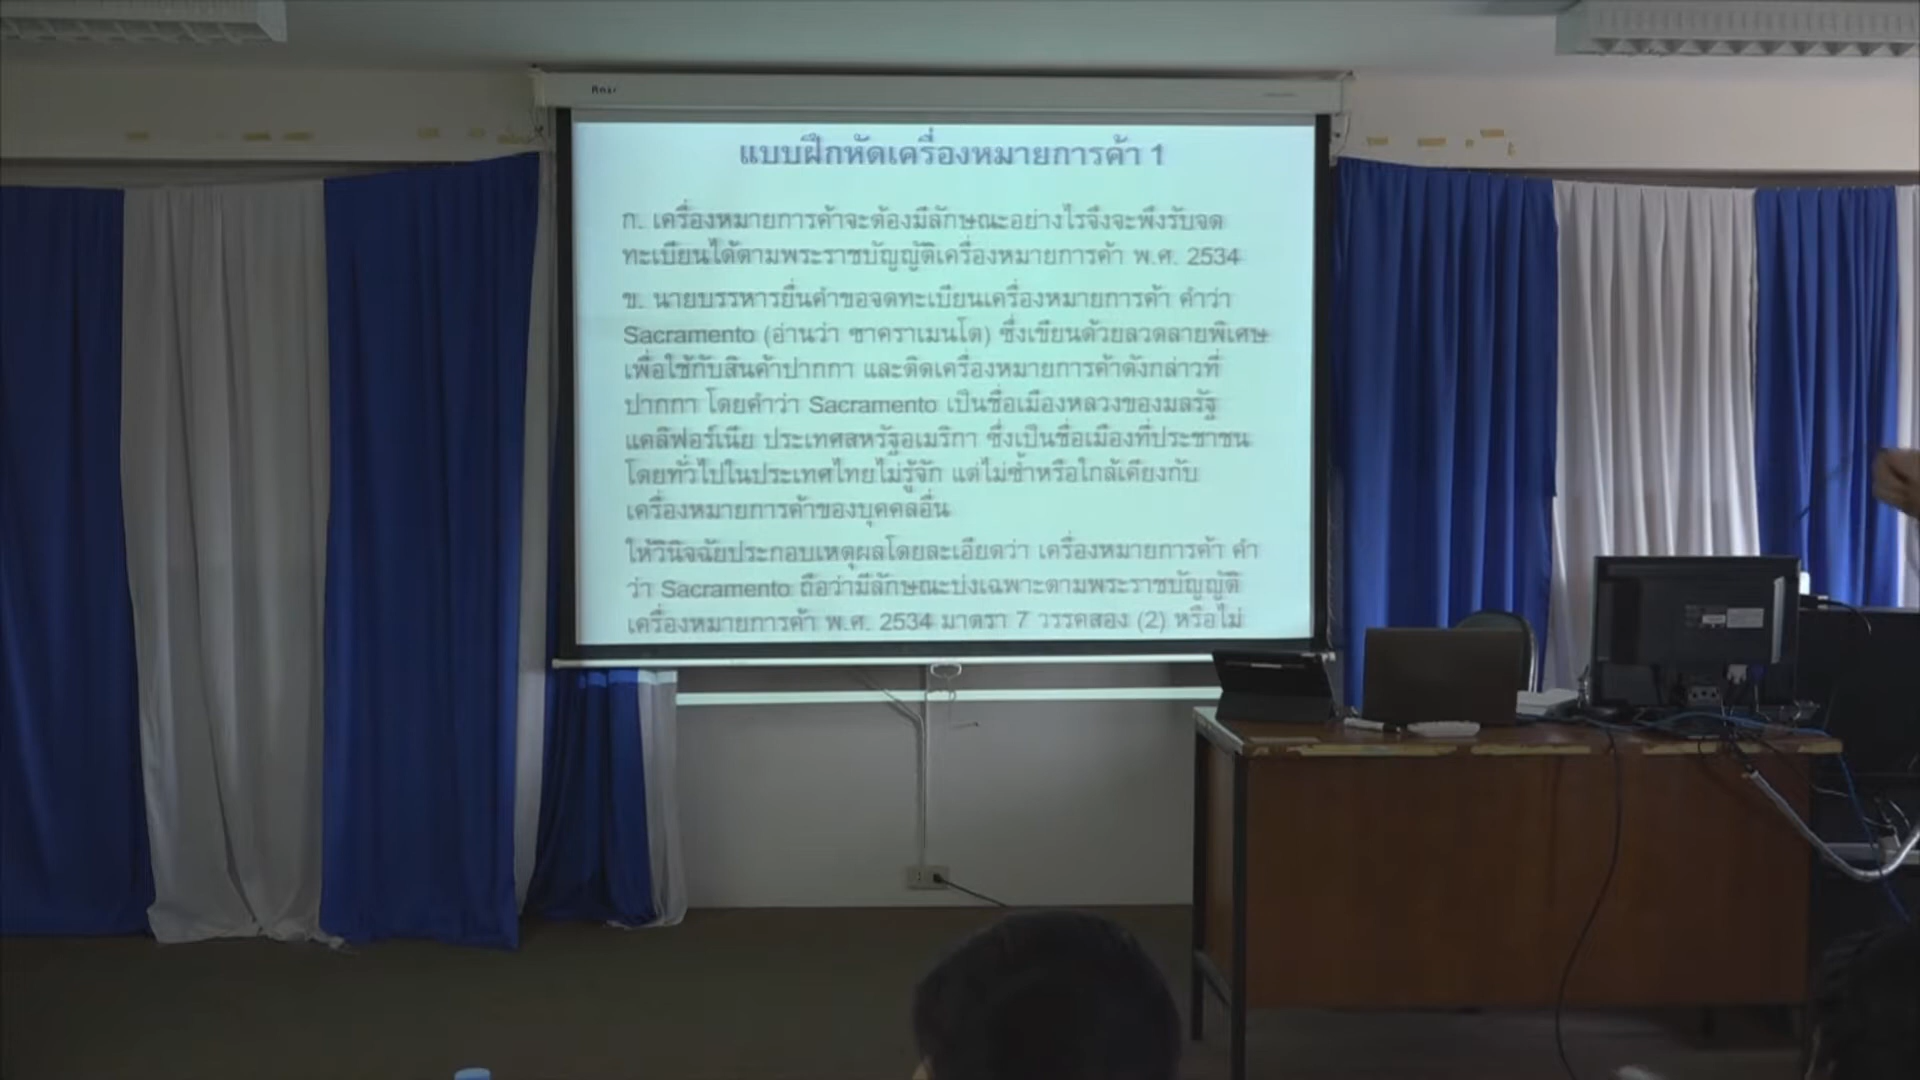 แบบฝึกหัดเครื่องหมายการค้า 1
ก. เครื่องหมายการค้าจะต้องมีลักษณะอย่างไรจึงจะพึงรับจด
ทะเบียนได้ตามพระราชบัญญัติเครื่องหมายการค้า พ.ศ. 2534
ข. นายบรรหารยื่นคำขอจดทะเบียนเครื่องหมายการค้า คำว่า
Sacramento (อ่านว่า ซาคราเมนโต) ซึ่งเขียนด้วยลวดลายพิเศษ
เพื่อใช้กับสินค้าปากกา และติดเครื่องหมายการค้าดังกล่าวที่
ปากกา โดยคำว่า Sacramento เป็นชื่อเมืองหลวงของมลรัฐ
แคลิฟอร์เนีย ประเทศสหรัฐอเมริกา ซึ่งเป็นชื่อเมืองที่ประชาชน
โดยทั่วไปในประเทศไทยไม่รู้จัก แต่ไม่ซ้ำหรือใกล้เคียงกับ
เครื่องหมายการค้าของบุคคลอื่น
ให้วินิจฉัยประกอบเหตุผลโดยละเอียดว่า เครื่องหมายการค้า คำ
ว่า Sacramento ถือว่ามีลักษณะบ่งเฉพาะตามพระราชบัญญัติ
เครื่องหมายการค้า พ.ศ. 2534 มาตรา 7 วรรคสอง (2) หรือไม่